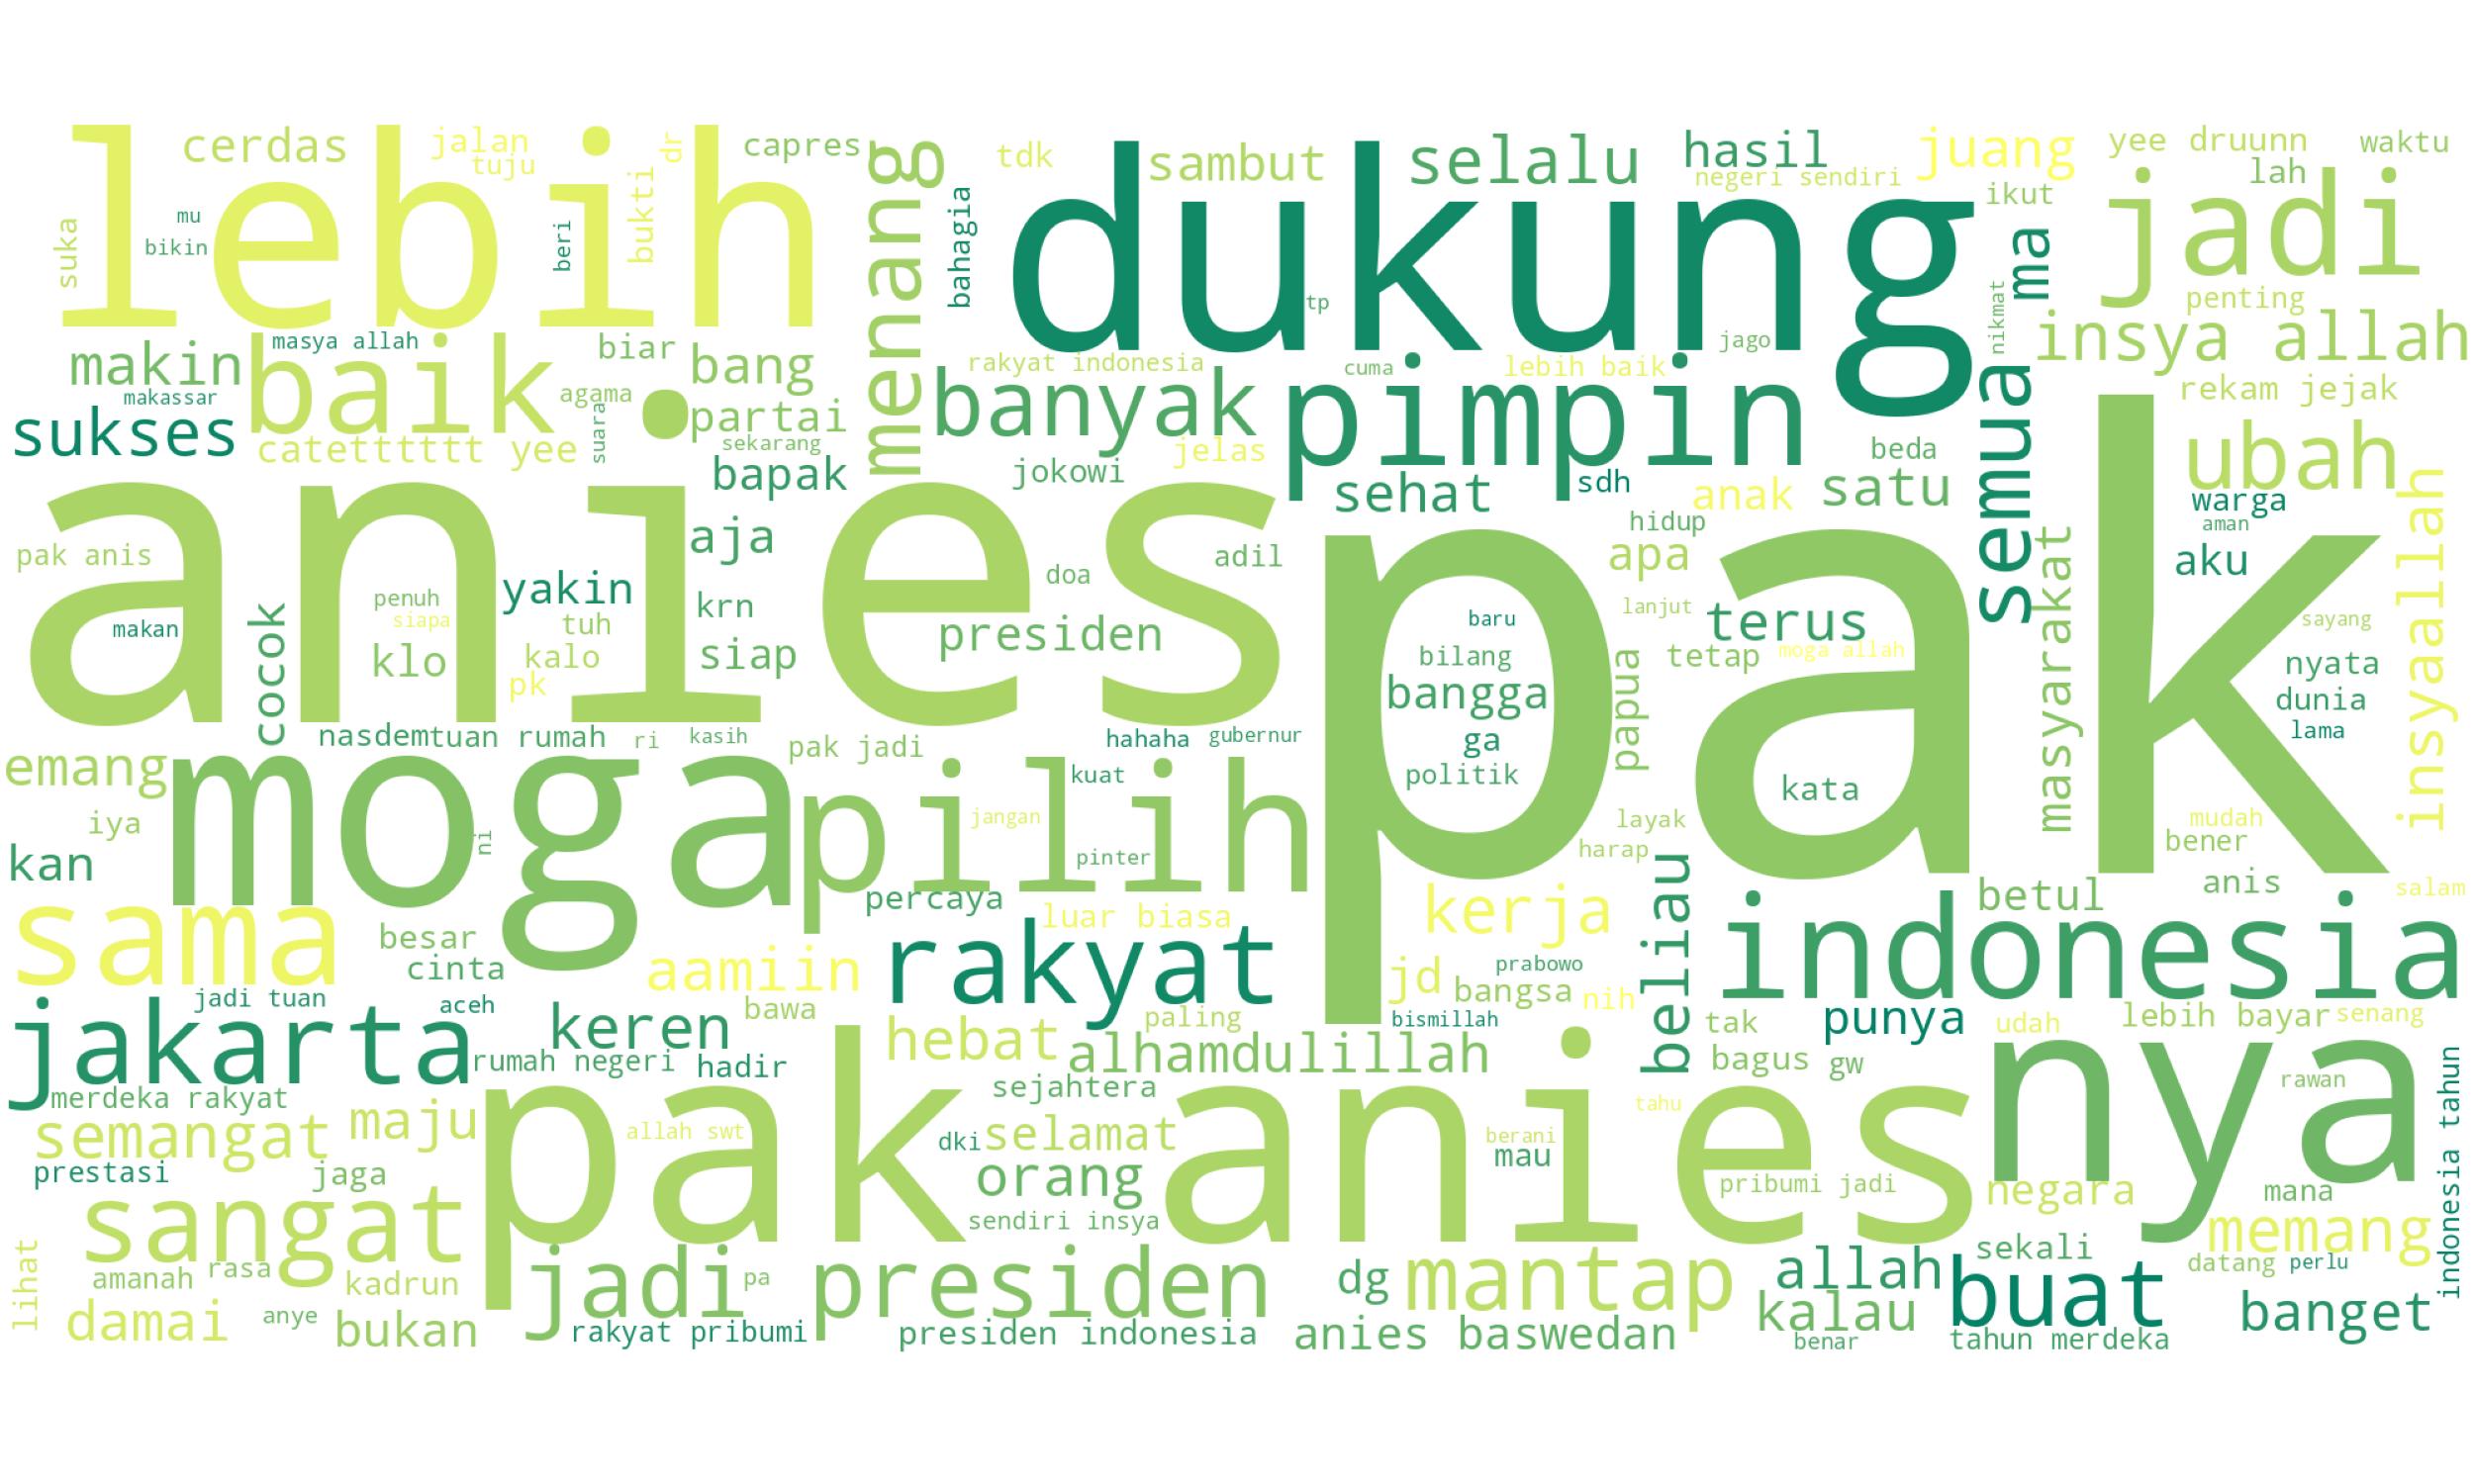 lebih
cerdas
jalan
tuju
dr
capres
suka
mu
bikin
beri
bukti
menang
bahagia
tdk
sambut
selalu
hasil
negeri sendiri
juang
ikut
yee druunn
waktu
lah
jadi
dukung
tp
jago
nikmat
ma
semua
penting
insya allah
rekam jejak
makin
masya allah
makassar
baik
biar
agama
suara
bang
partai
sekarang
sukses
catetttttt yee
bapak
rakyat indonesia
cuma
lebih baik
banyak
pimpin
jelas
jokowi
sehat
sdh
anak
satu
beda
ubah
warga
aman
aku
insyaallah
anies
pak anis
makan
cocok
penuh
siapa
klo
yakin
tuh
kalo
pk
aja
krn
siap
presiden
doa
adil
pak
hidup
apa
lanjut
terus
tetap
moga allah
masyarakat
baru
bilang
bangga
ga
politik
papua
kata
sayang
nyata
dunia
lama
nasdem
tuan rumah
ri
kasih
pak jadi
hahaha
gubernur
emang
iya
kan
moga
ni
pilih
kuat
jangan
pinter
percaya
layak
harap
mudah
bener
anis
salam
betul
sama
besar
cinta
aamiin
bawa
luar biasa
rakyat
kerja
jd
prabowo
bangsa
nih
bismillah
beliau
indonesia
jadi tuan
aceh
jakarta
keren
rumah negeri
hadir
hebat
paling
alhamdulillah
tak
punya
udah
lebih bayar
senang
bagus
gw
merdeka rakyat
semangat
maju
prestasi
jaga
pak anies
allah swt
sejahtera
dki
selamat
orang
sendiri insya
berani
mau
tahu
pribumi jadi
nya
rawan
negara
mana
memang
indonesia tahun
sangat
lihat
amanah
rasa
kadrun
damai
anye
bukan
jadi presiden
pa
rakyat pribumi
presiden indonesia
dg
mantap
anies baswedan
allah
kalau
benar
sekali
buat
tahun merdeka
datang
perlu
banget